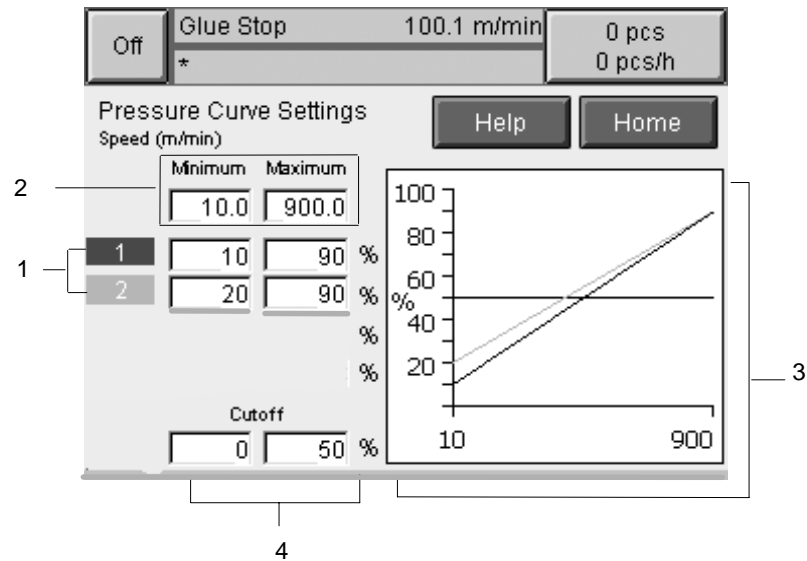 Off
Glue Stop 100.1 m/min
*
0 pcs
0 pcs/h
Pressure Curve Settings
Speed (m/min)
Help
Home
Minimum Maximum
2
10.0 900.0
1
1 10 90 %
2 20 90 %
%
%
Cutoff
0 50 %
100
80
60
%
40
20
10 900
3
4